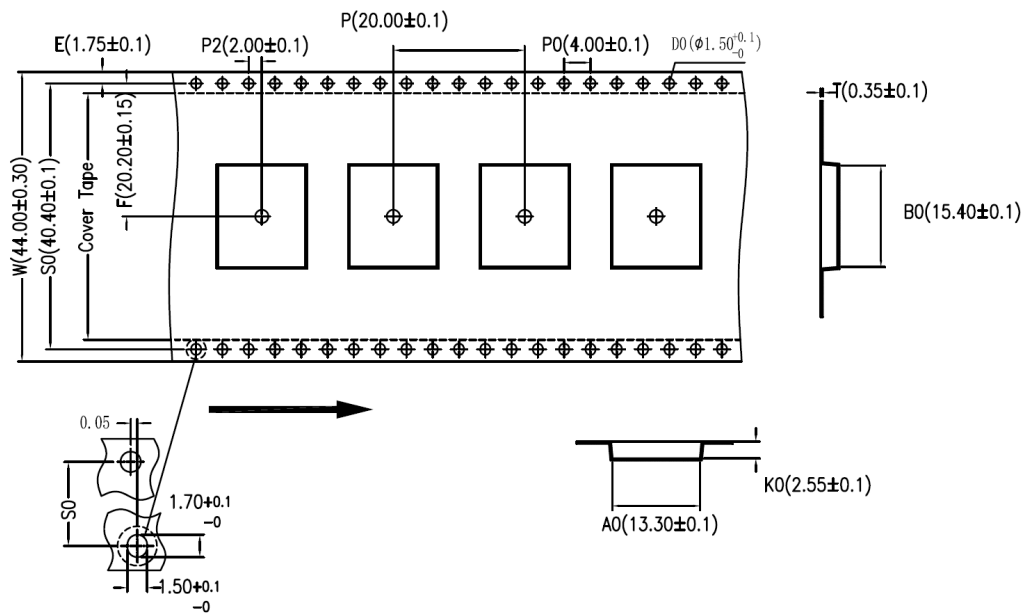 P(20.00±0.1)
E(1.75±0.1)
P2(2.00±0.1)
P0(4.00±0.1)
D0(φ1.50+0.1
-0)
T(0.35±0.1)
W(44.00±0.30)
S0(40.40±0.1)
Cover Tape
F(20.20±0.15)
B0(15.40±0.1)
0.05
S0
1.70+0.1
-0
1.50+0.1
-0
K0(2.55±0.1)
A0(13.30±0.1)